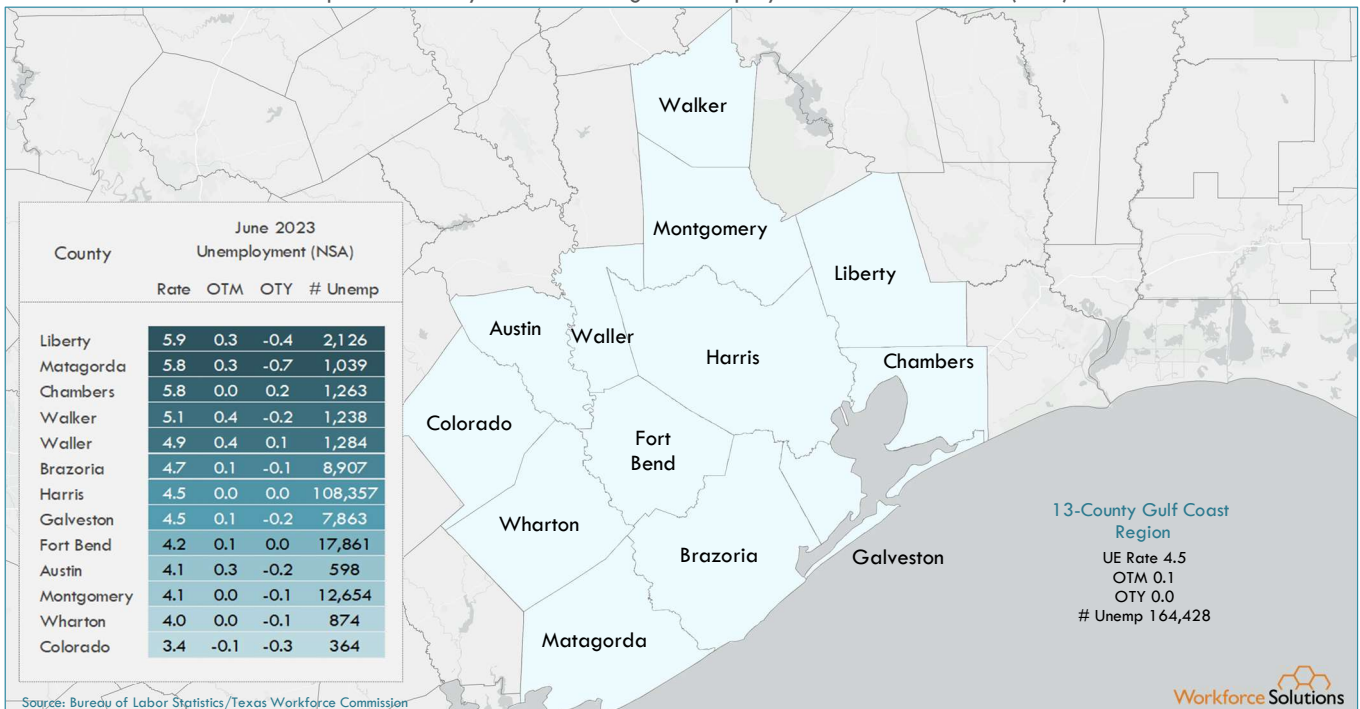 Walker
Montgomery
Liberty
Austin
Waller
Harris
Chambers
Colorado
Fort
Bend
Wharton
Brazoria
Galveston
Matagorda
County
June 2023
Unemployment (NSA)
Rate OTM OTY # Unemp
Liberty 5.9 0.3 -0.4 2,126
Matagorda 5.8 0.3 -0.7 1,039
Chambers 5.8 0.0 0.2 1,263
Walker 5.1 0.4 -0.2 1,238
Waller 4.9 0.4 0.1 1,284
Brazoria 4.7 0.1 -0.1 8,907
Harris 4.5 0.0 0.0 108,357
Galveston 4.5 0.1 -0.2 7,863
Fort Bend 4.2 0.1 0.0 17,861
Austin 4.1 0.3 -0.2 598
Montgomery 4.1 0.0 -0.1 12,654
Wharton 4.0 0.0 -0.1 874
Colorado 3.4 -0.1 -0.3 364
13-County Gulf Coast
Region
UE Rate 4.5
OTM 0.1
OTY 0.0
# Unemp 164,428
Source: Bureau of Labor Statistics/Texas Workforce Commission
Workforce Solutions